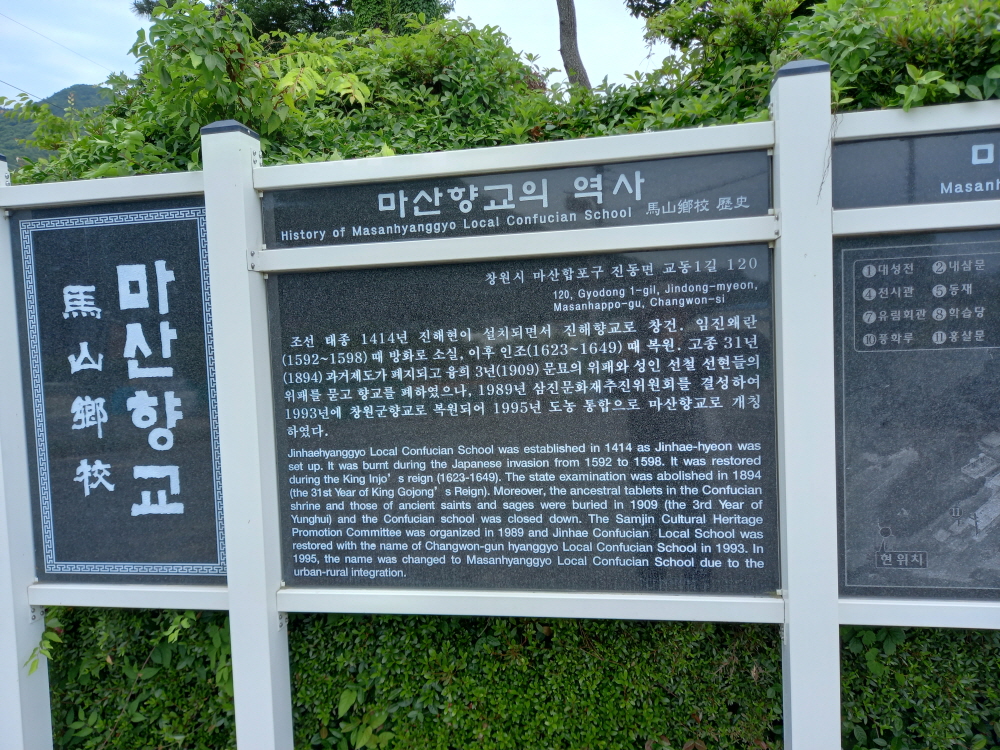 마산향교
馬山鄉校
마산향교의 역사
History of Masanhyanggyo Local Confucian School 馬山鄉校 歷史
창원시 마산합포구 진동면 교동1길 120
120, Gyodong 1-gil, Jindong-myeon,
Masanhappo-gu, Changwon-si
조선 태종 1414년 진해현이 설치되면서 진해향교로 창건. 임진왜란
(1592~1598) 때 방화로 소실, 이후 인조(1623~1649) 때 복원. 고종 31년
(1894) 과거제도가 폐지되고 융희 3년(1909) 문묘의 위패와 성인 선철 선현들의
위패를 묻고 향교를 폐하였으나, 1989년 삼진문화재추진위원회를 결성하여
1993년에 창원군향교로 복원되어 1995년 도농 통합으로 마산향교로 개칭
하였다.
Jinhaehyanggyo Local Confucian School was established in 1414 as Jinhae-hyeon was
set up. It was burnt during the Japanese invasion from 1592 to 1598. It was restored
during the King Injo's reign (1623-1649). The state examination was abolished in 1894
(the 31st Year of King Gojong's Reign). Moreover, the ancestral tablets in the Confucian
shrine and those of ancient saints and sages were buried in 1909 (the 3rd Year of
Yunghui) and the Confucian school was closed down. The Samjin Cultural Heritage
Promotion Committee was organized in 1989 and Jinhae Confucian Local School was
restored with the name of Changwon-gun hyanggyo Local Confucian School in 1993. In
1995, the name was changed to Masanhyanggyo Local Confucian School due to the
urban-rural integration.
Masanh
❶대성전 ❷내삼문
❹전시관 ❺동재
❼유림회관 ❽학습당
❿풍학루 ⓫홍살문
현위치